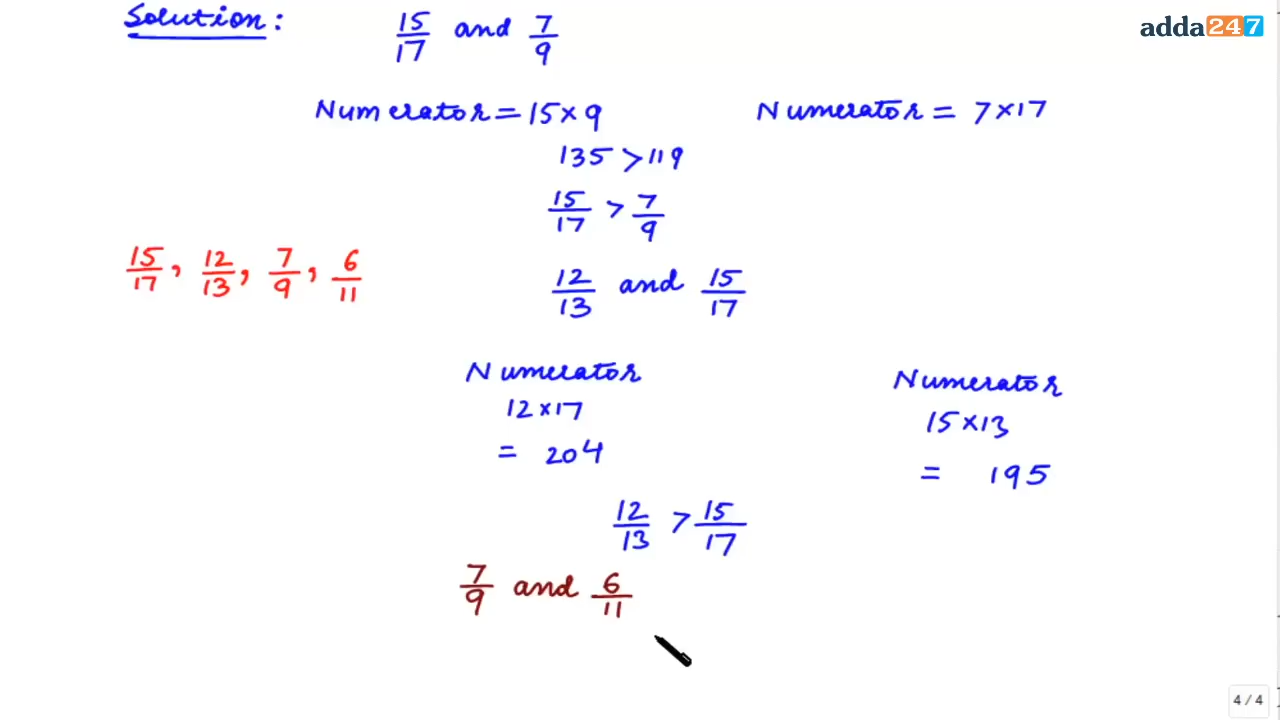 Solution: 15/17 and 7/9
adda247
Numerator = 15 × 9 Numerator = 7 × 17
135 > 119
15/17 > 7/9
15/17, 12/13, 7/9, 6/11
12/13 and 15/17
Numerator Numerator
12 × 17 15 × 13
= 204 = 195
12/13 > 15/17
7/9 and 6/11
4 / 4